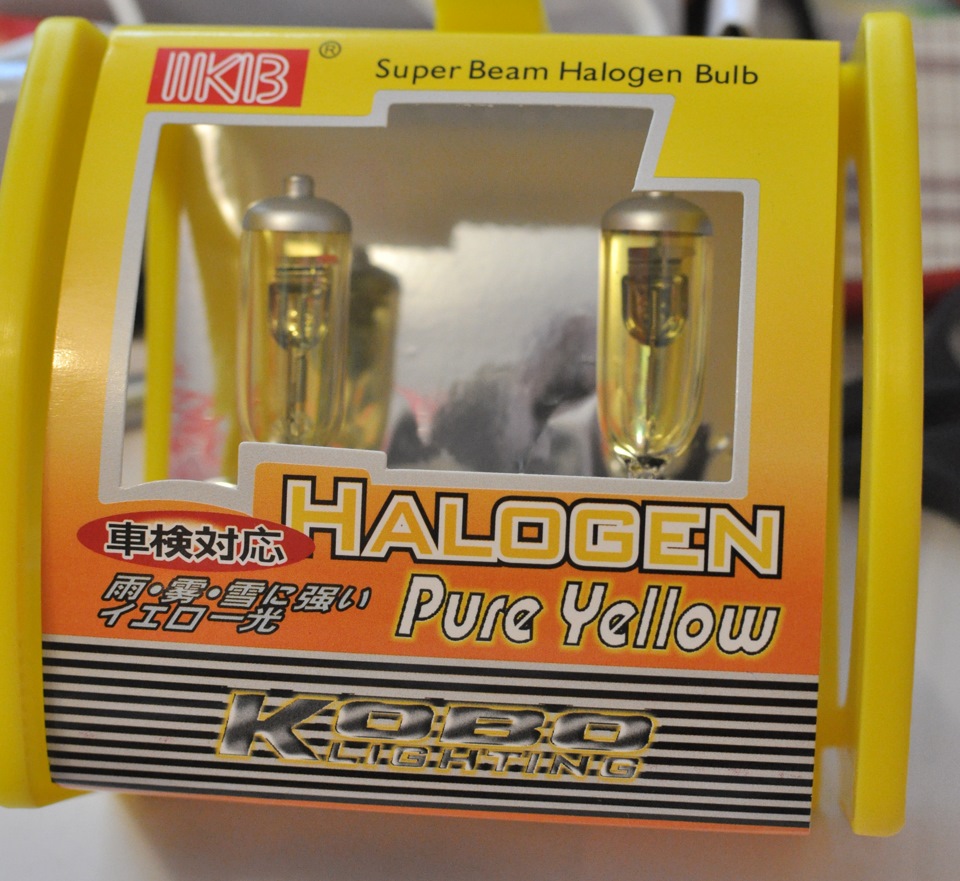 IKB ®
Super Beam Halogen Bulb
HALOGEN
車検対応
雨・霧・雪に強い
イエロー光
Pure Yellow
KOBO
LIGHTING